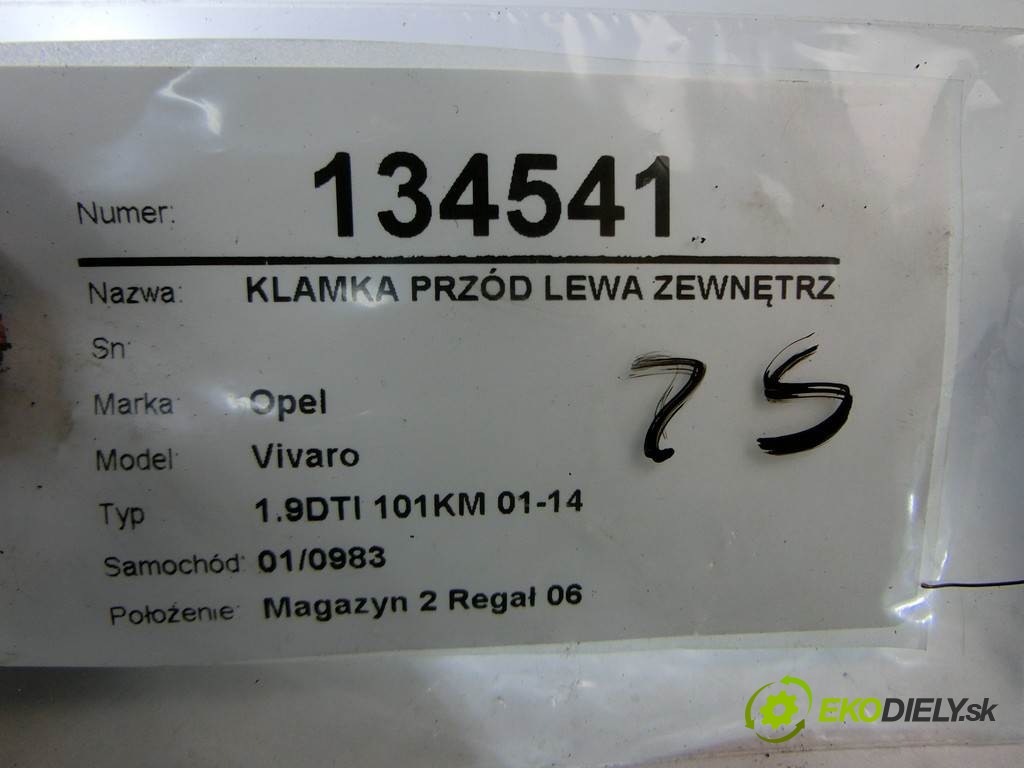 Numer: 134541
Nazwa: KLAMKA PRZÓD LEWA ZEWNĘTRZ
Sn:
75
Marka: Opel
Model: Vivaro
Typ 1.9DTI 101KM 01-14
Samochód: 01/0983
Położenie: Magazyn 2 Regał 06
EKODIELY.sk